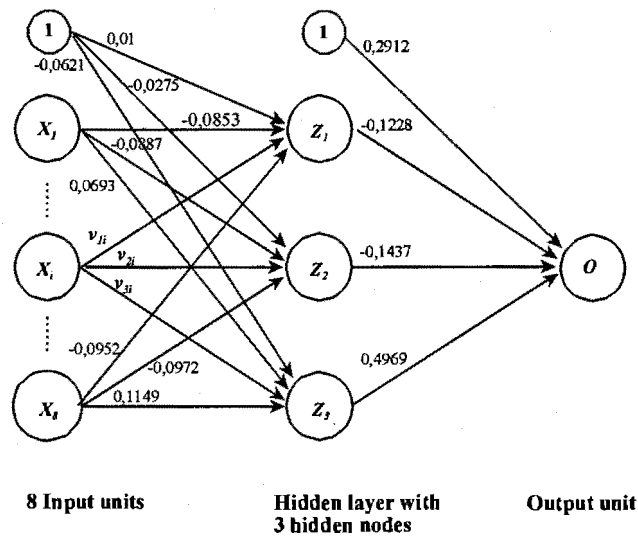 1
0,01
1
0,2912
-0,0621
-0,0275
X1
-0,0853
Z1
-0,1228
-0,0887
0,0693
v1i
Xi
v2i
Z2
-0,1437
O
v3i
-0,0952
-0,0972
0,4969
X8
0,1149
Z3
8 Input units
Hidden layer with
3 hidden nodes
Output unit